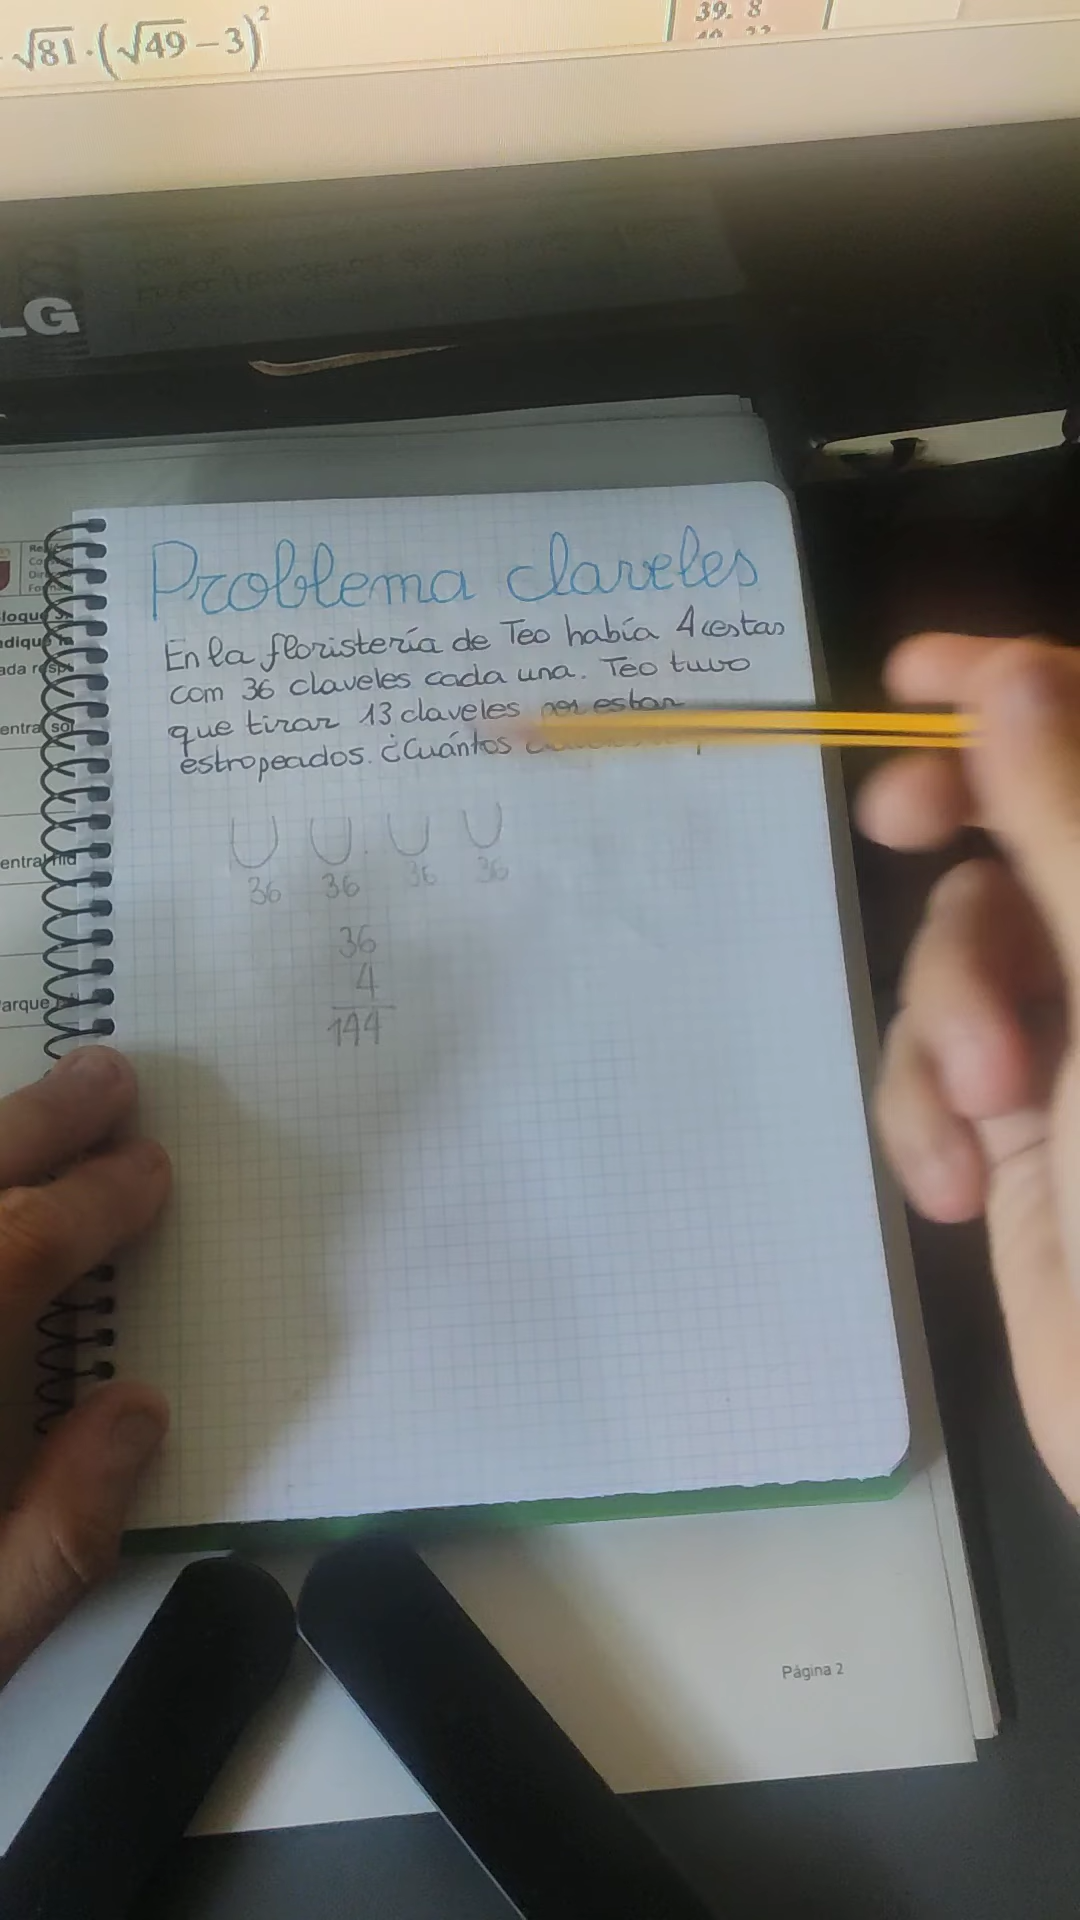 √81·(√49-3)²
39. 8
LG
Problema claveles
En la floristería de Teo había 4 cestas
com 36 claveles cada una. Teo tuvo
que tirar 13 claveles por estar
estropeados. ¿Cuántos
36 36 36 36
36
4
144
Página 2